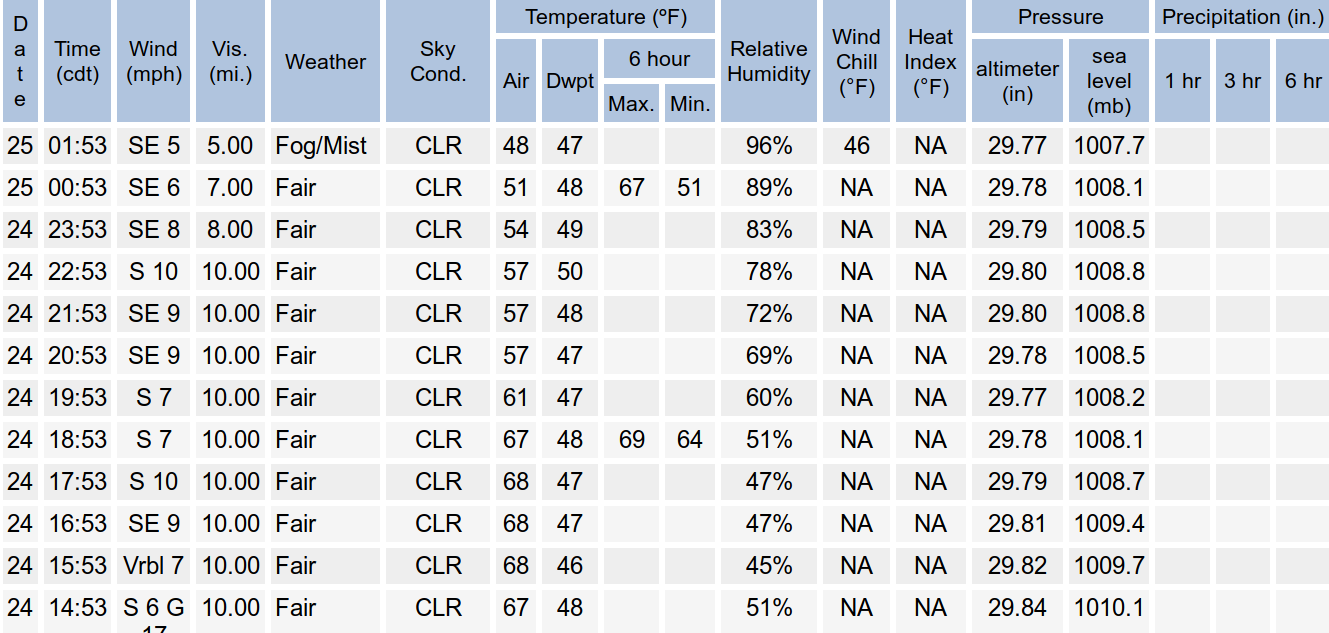 Date Time (cdt) Wind (mph) Vis. (mi.) Weather Sky Cond. Temperature (ºF) Relative Humidity Wind Chill (°F) Heat Index (°F) Pressure Precipitation (in.)
Air Dwpt 6 hour altimeter (in) sea level (mb) 1 hr 3 hr 6 hr
Max. Min.
25 01:53 SE 5 5.00 Fog/Mist CLR 48 47 96% 46 NA 29.77 1007.7
25 00:53 SE 6 7.00 Fair CLR 51 48 67 51 89% NA NA 29.78 1008.1
24 23:53 SE 8 8.00 Fair CLR 54 49 83% NA NA 29.79 1008.5
24 22:53 S 10 10.00 Fair CLR 57 50 78% NA NA 29.80 1008.8
24 21:53 SE 9 10.00 Fair CLR 57 48 72% NA NA 29.80 1008.8
24 20:53 SE 9 10.00 Fair CLR 57 47 69% NA NA 29.78 1008.5
24 19:53 S 7 10.00 Fair CLR 61 47 60% NA NA 29.77 1008.2
24 18:53 S 7 10.00 Fair CLR 67 48 69 64 51% NA NA 29.78 1008.1
24 17:53 S 10 10.00 Fair CLR 68 47 47% NA NA 29.79 1008.7
24 16:53 SE 9 10.00 Fair CLR 68 47 47% NA NA 29.81 1009.4
24 15:53 Vrbl 7 10.00 Fair CLR 68 46 45% NA NA 29.82 1009.7
24 14:53 S 6 G 10.00 Fair CLR 67 48 51% NA NA 29.84 1010.1